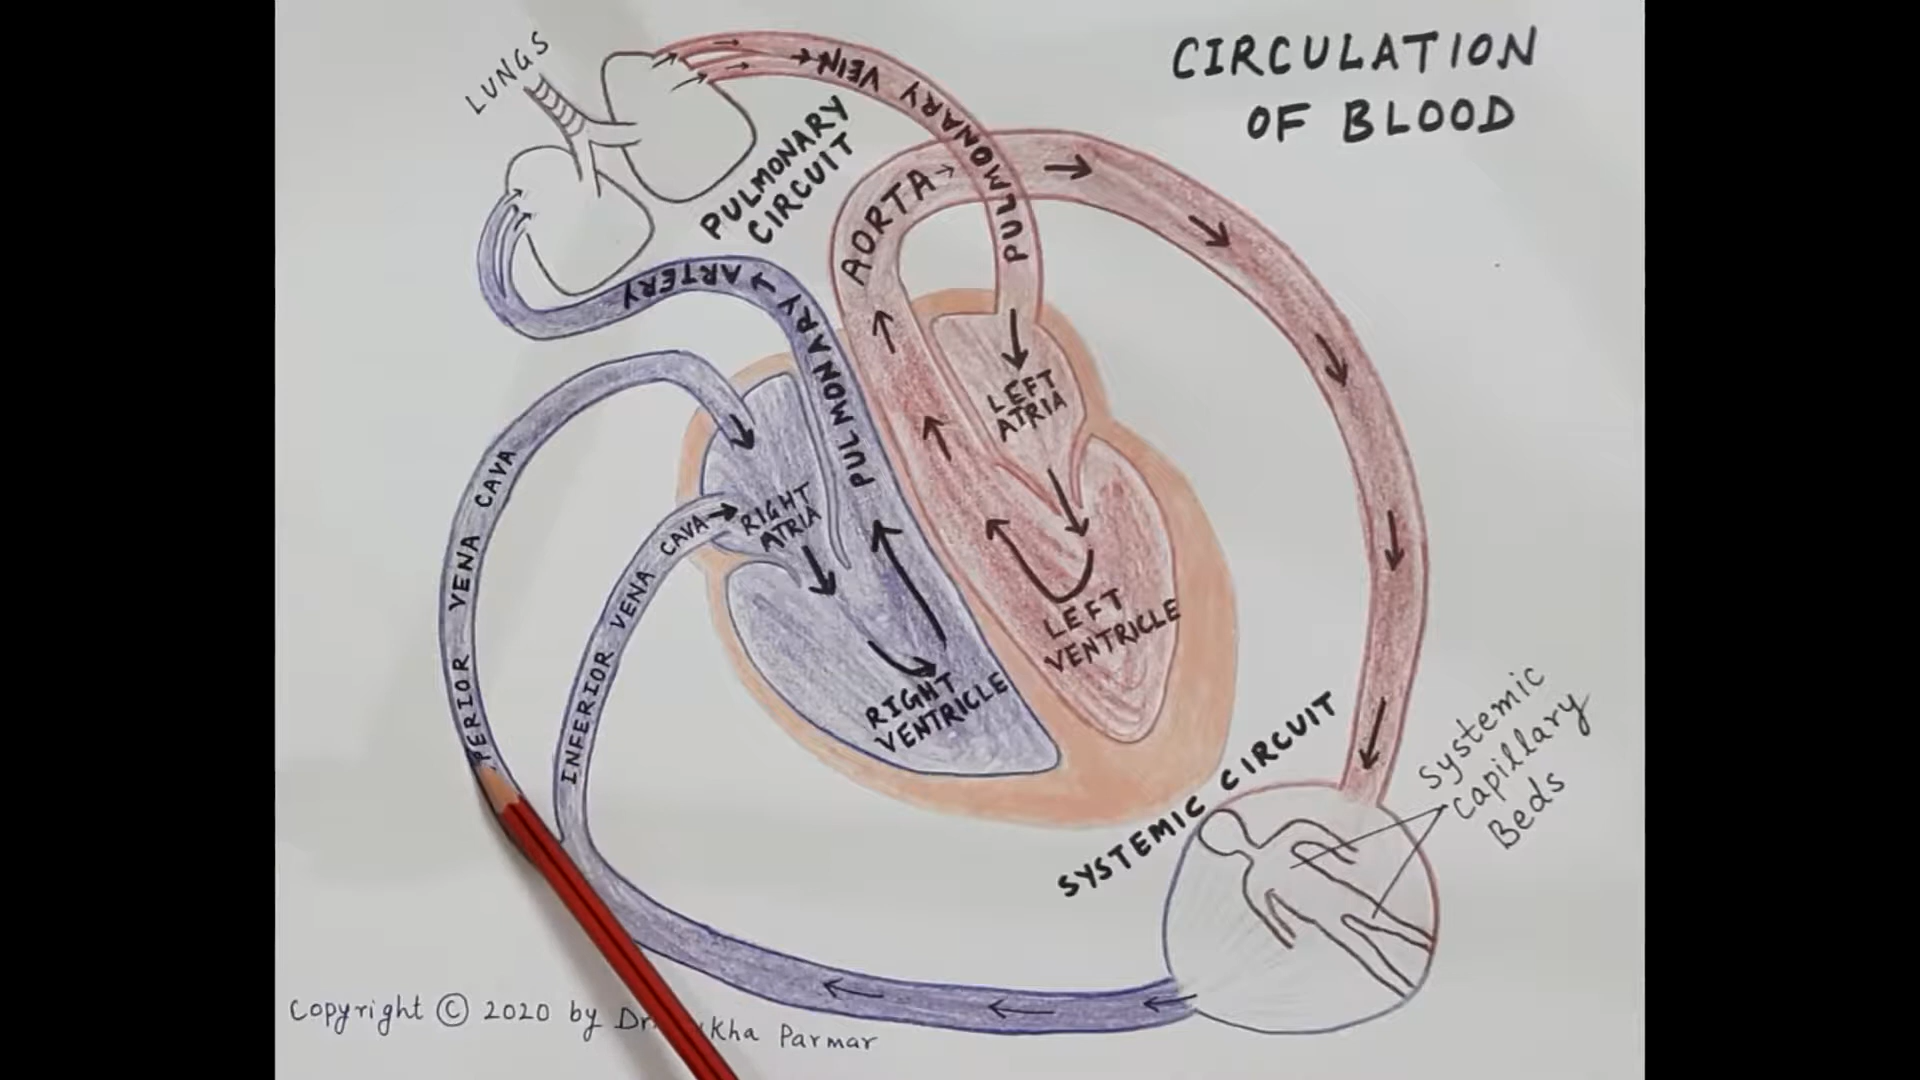 CIRCULATION
OF BLOOD
LUNGS
PULMONARY
CIRCUIT
PULMONARY VEIN
PULMONARY ARTERY
AORTA
LEFT
ATRIA
RIGHT
ATRIA
LEFT
VENTRICLE
RIGHT
VENTRICLE
PERIOR VENA CAVA
INFERIOR VENA CAVA
SYSTEMIC CIRCUIT
Systemic
Capillary
Beds
Copyright © 2020 by Parmar